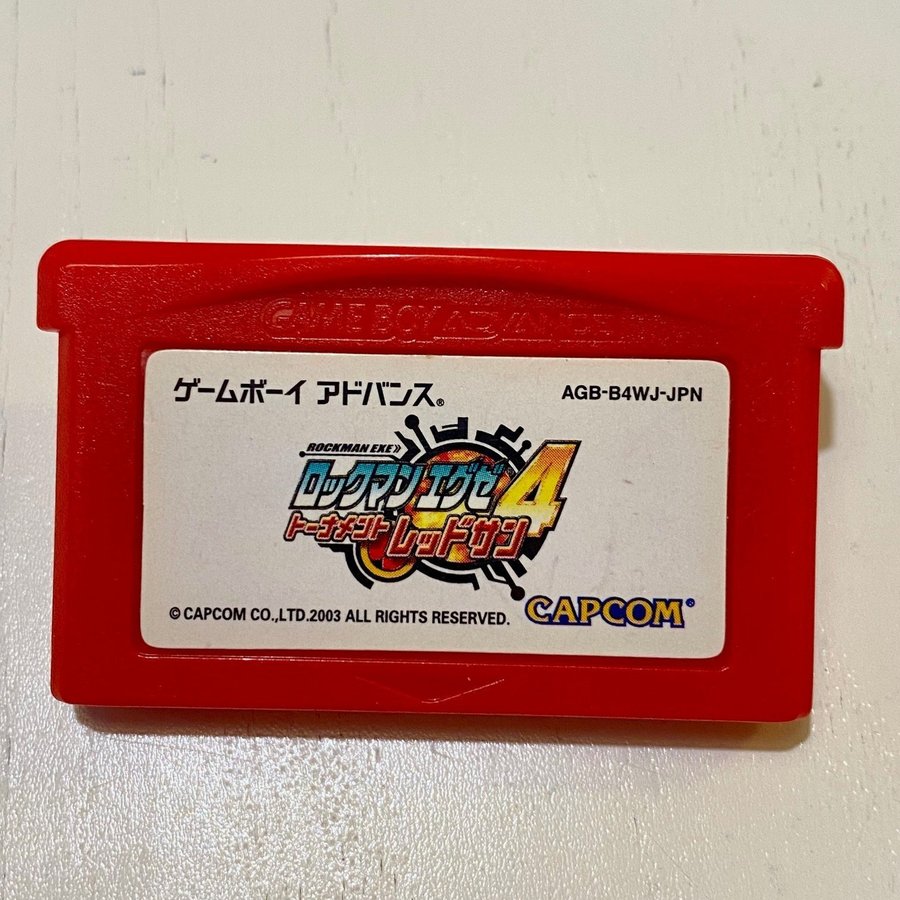 GAME BOY ADVANCE
ゲームボーイ アドバンス®
AGB-B4WJ-JPN
ROCKMAN EXE
ロックマン エグゼ 4
トーナメント レッドサン
© CAPCOM CO.,LTD.2003 ALL RIGHTS RESERVED.
CAPCOM®